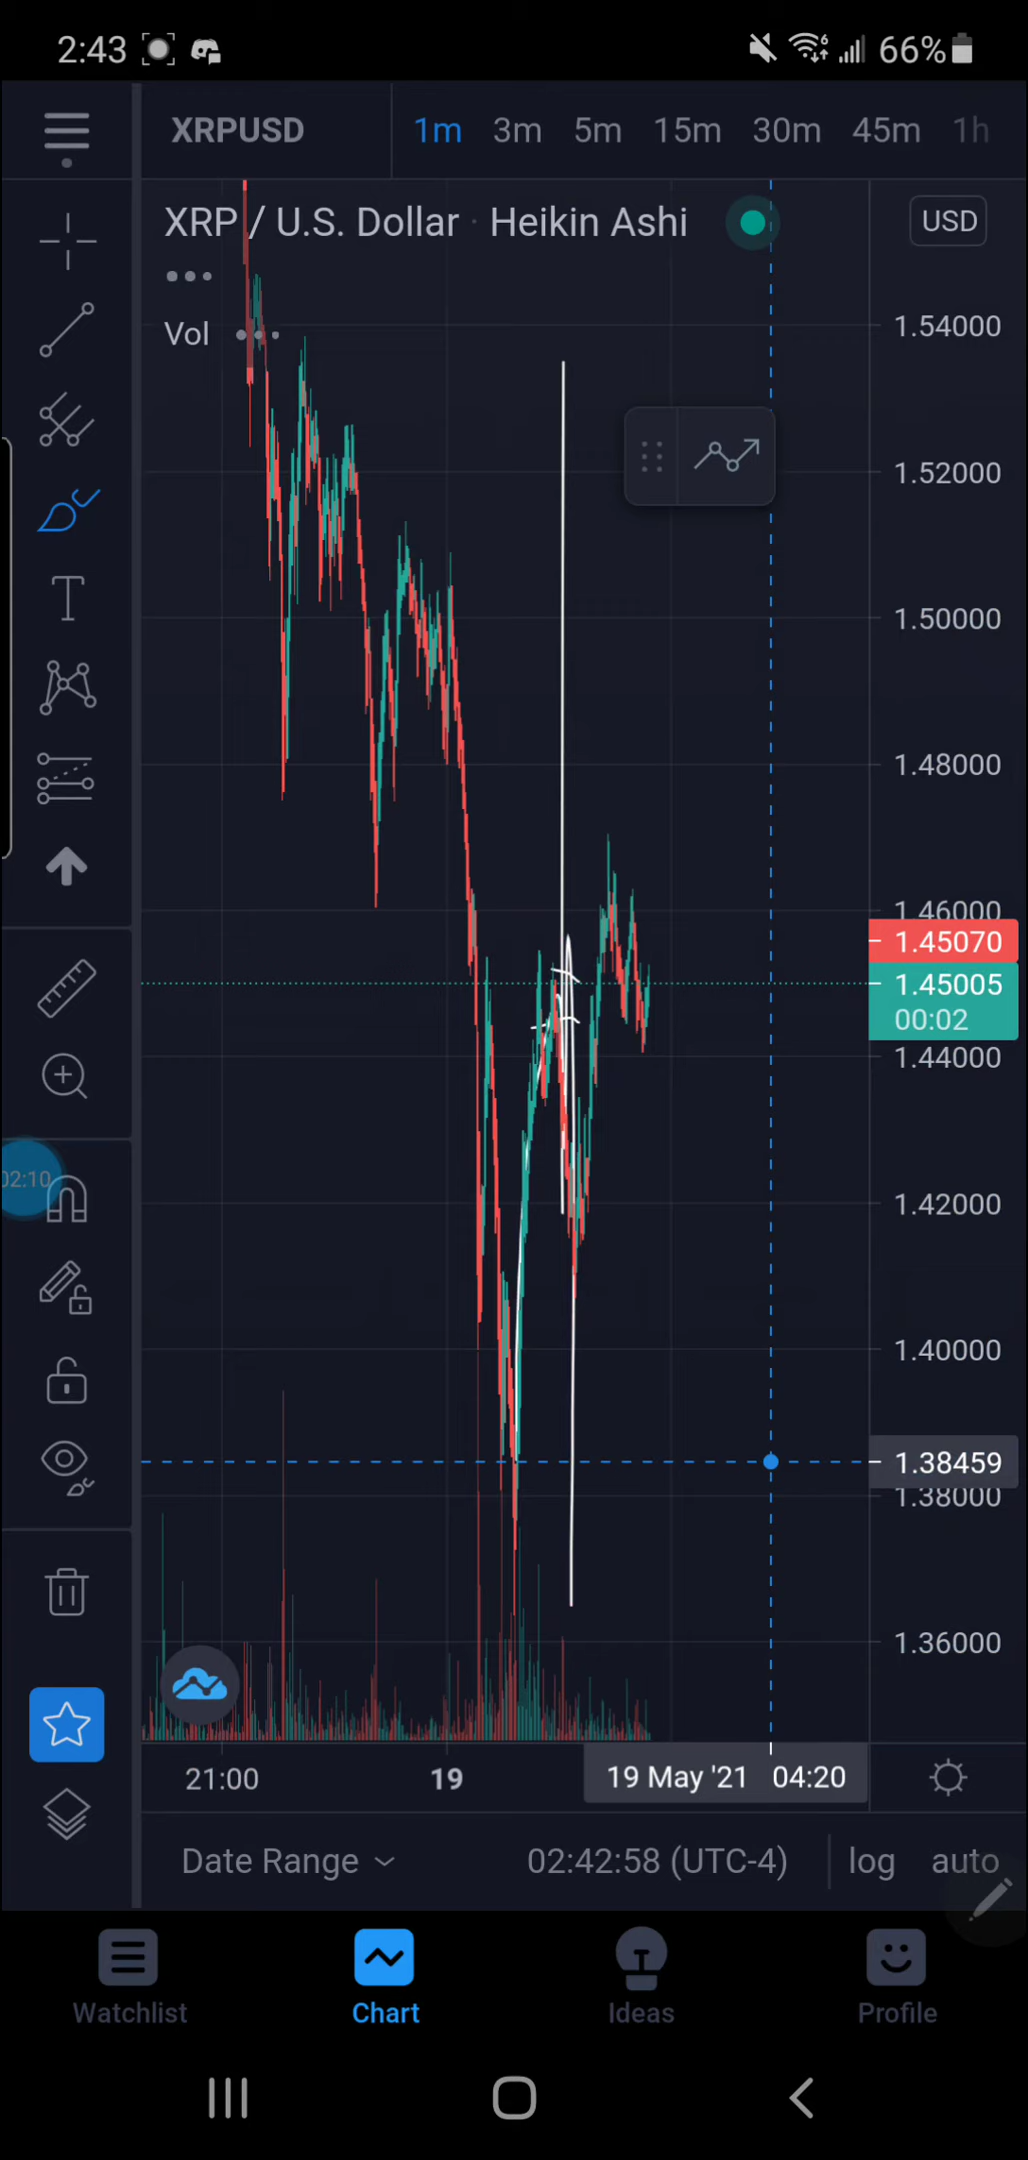 2:43 66%
XRPUSD 1m 3m 5m 15m 30m 45m 1h
XRP / U.S. Dollar · Heikin Ashi USD
Vol
1.54000
1.52000
1.50000
1.48000
1.46000
1.45070
1.45005
00:02
1.44000
02:10
1.42000
1.40000
1.38459
1.38000
1.36000
21:00 19 19 May '21 04:20
Date Range 02:42:58 (UTC-4) log auto
Watchlist Chart Ideas Profile